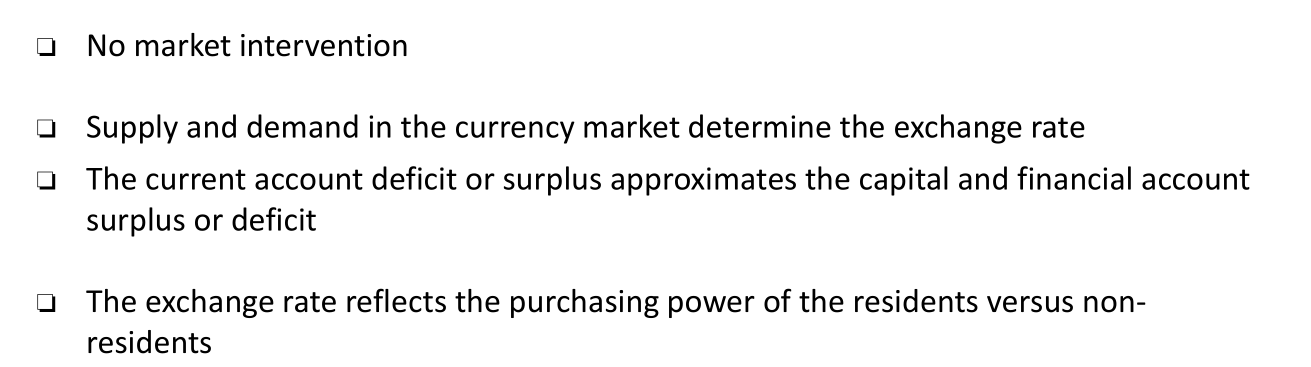 ❏ No market intervention
❏ Supply and demand in the currency market determine the exchange rate
❏ The current account deficit or surplus approximates the capital and financial account
surplus or deficit
❏ The exchange rate reflects the purchasing power of the residents versus non-
residents